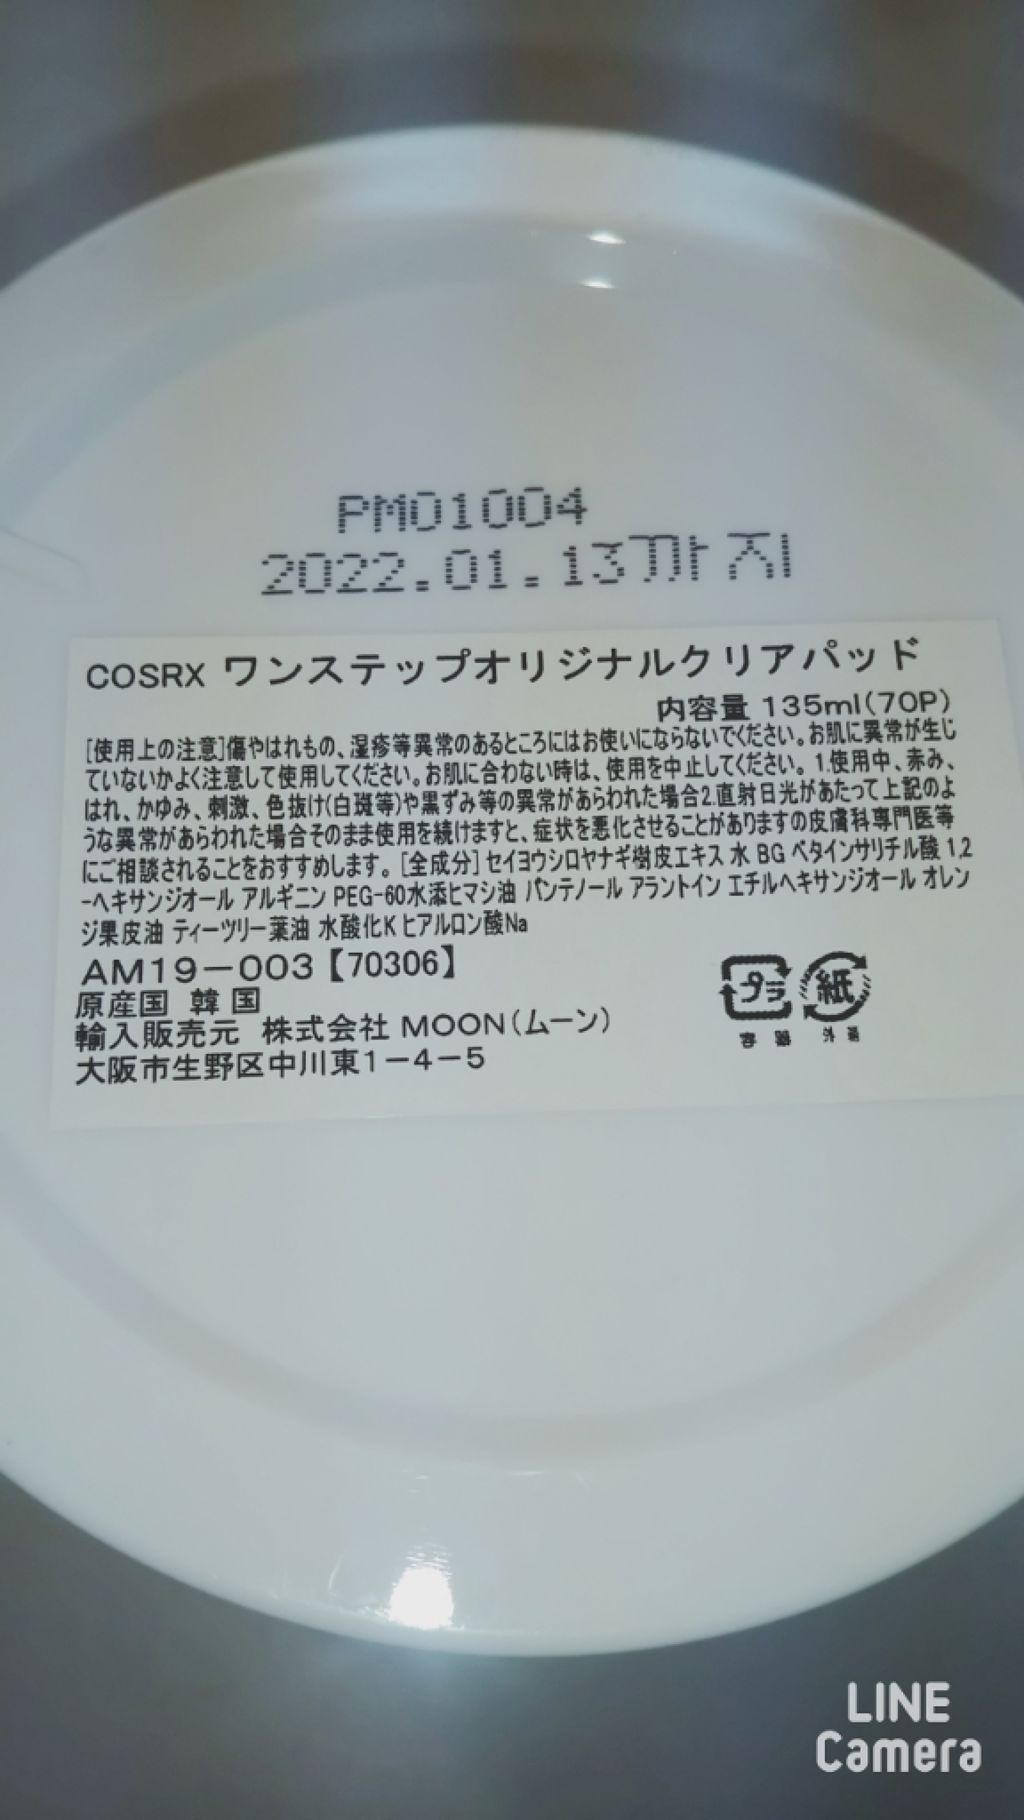 PM01004
2022.01.13까지
COSRX ワンステップオリジナルクリアパッド
内容量 135ml(70P)
[使用上の注意]傷やはれもの、湿疹等異常のあるところにはお使いにならないでください。お肌に異常が生じ
ていないかよく注意して使用してください。お肌に合わない時は、使用を中止してください。1.使用中、赤み、
はれ、かゆみ、刺激、色抜け(白斑等)や黒ずみ等の異常があらわれた場合2.直射日光があたって上記のよ
うな異常があらわれた場合そのまま使用を続けますと、症状を悪化させることがありますの皮膚科専門医等
にご相談されることをおすすめします。[全成分]セイヨウシロヤナギ樹皮エキス 水 BG ベタインサリチル酸 1,2
-ヘキサンジオール アルギニン PEG-60水添ヒマシ油 パンテノール アラントイン エチルヘキサンジオール オレン
ジ果皮油 ティーツリー葉油 水酸化K ヒアルロン酸Na
AM19-003【70306】
原産国 韓国
輸入販売元 株式会社 MOON(ムーン)
大阪市生野区中川東1-4-5
プラ 紙
容器 外箱
LINE
Camera